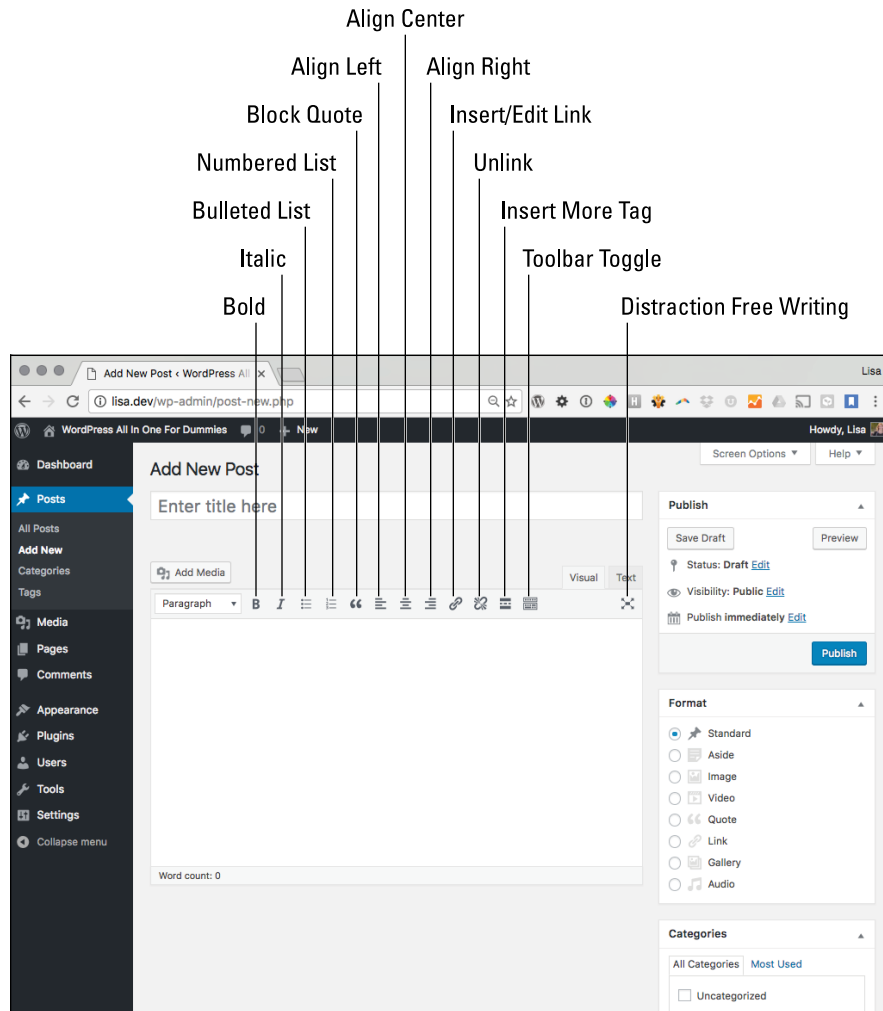 Align Center
Align Left
Align Right
Block Quote
Insert/Edit Link
Numbered List
Unlink
Bulleted List
Insert More Tag
Italic
Toolbar Toggle
Bold
Distraction Free Writing
Add New Post ‹ WordPress All
Lisa
lisa.dev/wp-admin/post-new.php
WordPress All In One For Dummies
0
New
Howdy, Lisa
Dashboard
Posts
All Posts
Add New
Categories
Tags
Media
Pages
Comments
Appearance
Plugins
Users
Tools
Settings
Collapse menu
Screen Options
Help
Add New Post
Enter title here
Add Media
Visual
Text
Paragraph
B
I
Word count: 0
Publish
Save Draft
Preview
Status: Draft Edit
Visibility: Public Edit
Publish immediately Edit
Publish
Format
Standard
Aside
Image
Video
Quote
Link
Gallery
Audio
Categories
All Categories
Most Used
Uncategorized